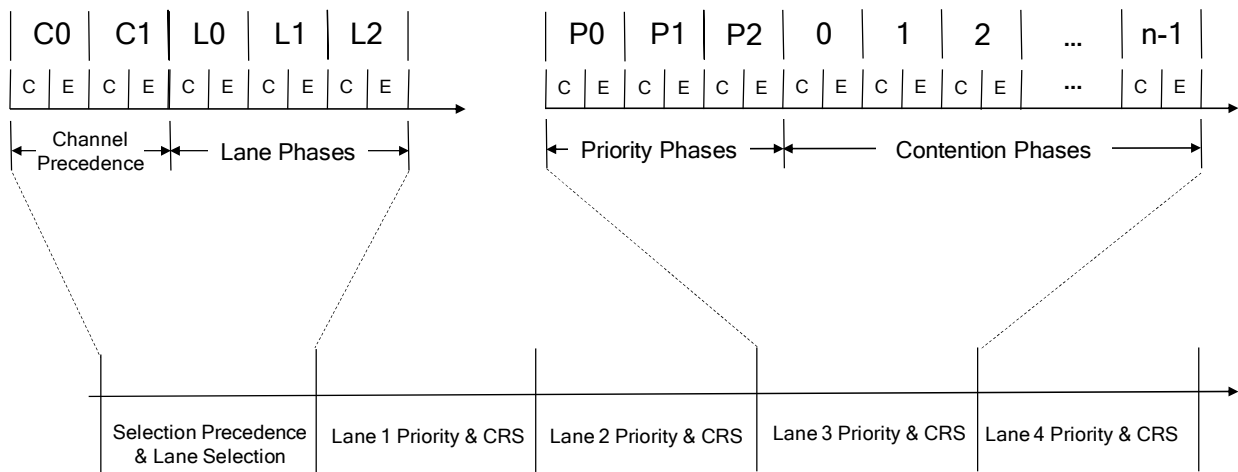 C0 C1 L0 L1 L2
P0 P1 P2 0 1 2 ... n-1
C E C E C E C E C E
C E C E C E C E C E C E ... C E
Channel
Precedence
Lane Phases
Priority Phases
Contention Phases
Selection Precedence
& Lane Selection
Lane 1 Priority & CRS
Lane 2 Priority & CRS
Lane 3 Priority & CRS
Lane 4 Priority & CRS